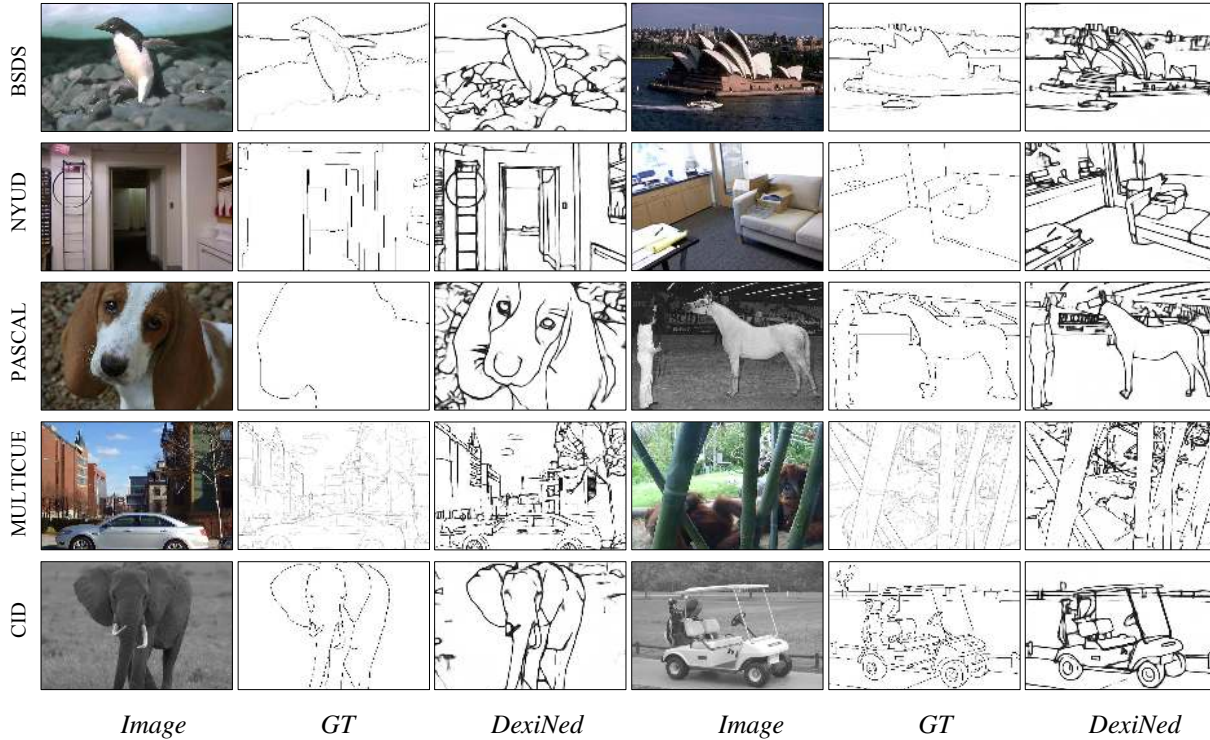 BSDS
NYUD
PASCAL
MULTICUE
CID
Image GT DexiNed Image GT DexiNed